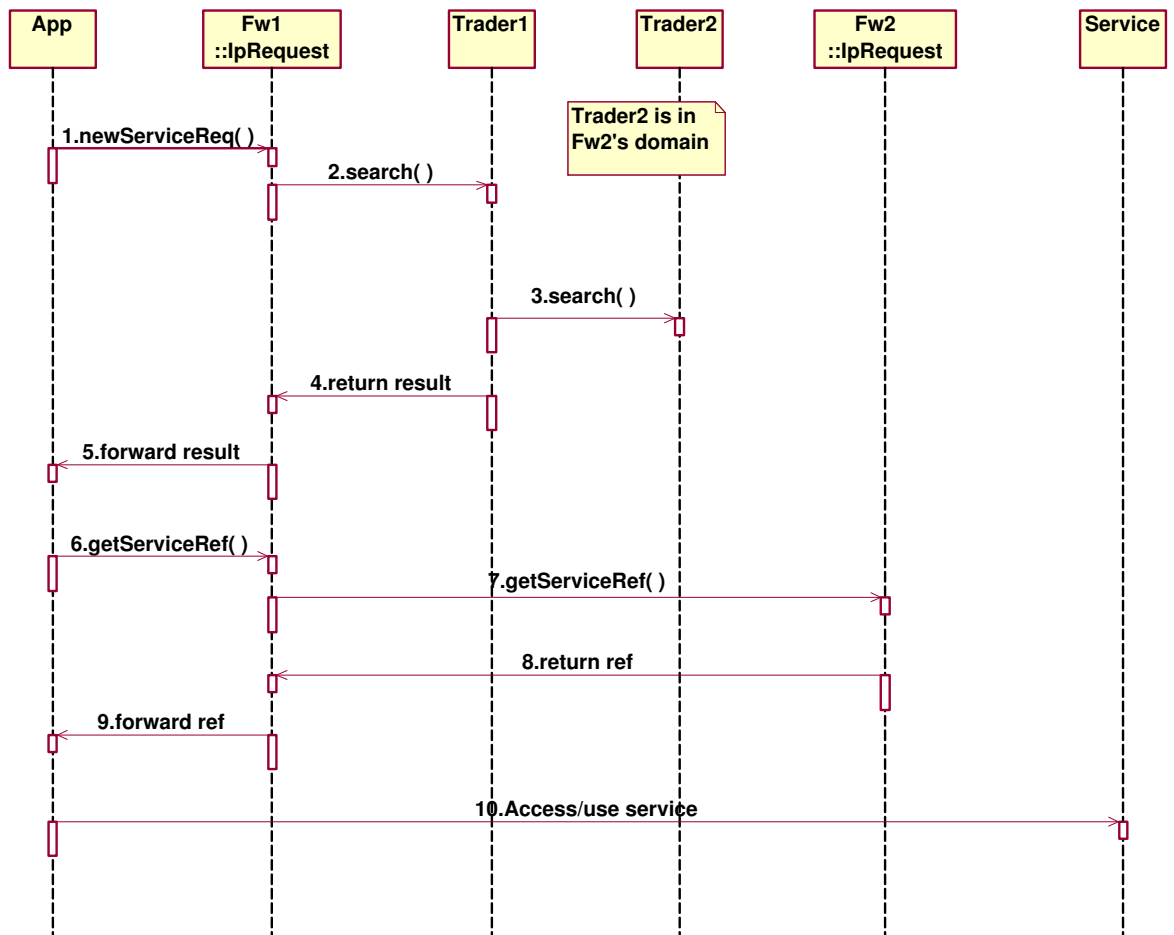 App
Fw1
::IpRequest
Trader1
Trader2
Fw2
::IpRequest
Service
Trader2 is in
Fw2's domain
1.newServiceReq( )
2.search( )
3.search( )
4.return result
5.forward result
6.getServiceRef( )
7.getServiceRef( )
8.return ref
9.forward ref
10.Access/use service